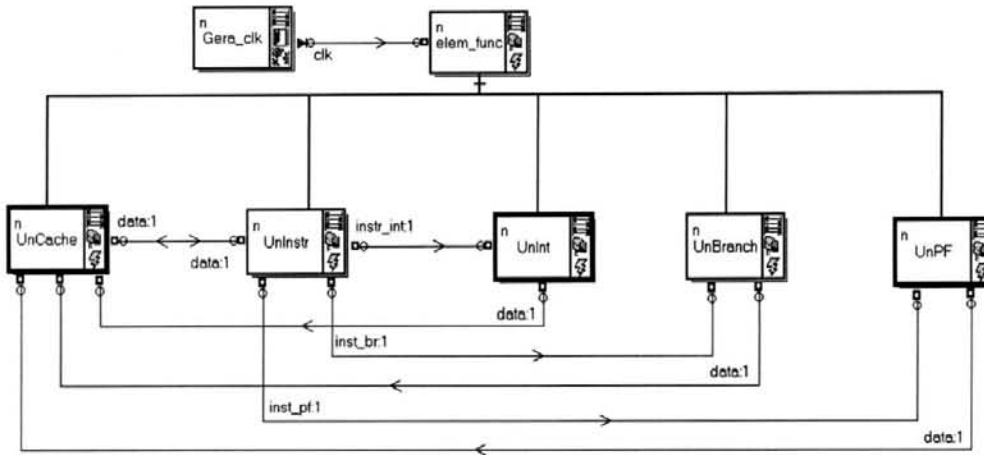 n
Gera_clk
clk
n
elem_func
n
UnCache
data:1
data:1
n
UnInstr
instr_int:1
n
UnInt
n
UnBranch
n
UnPF
data:1
inst_br:1
data:1
inst_pf:1
data:1